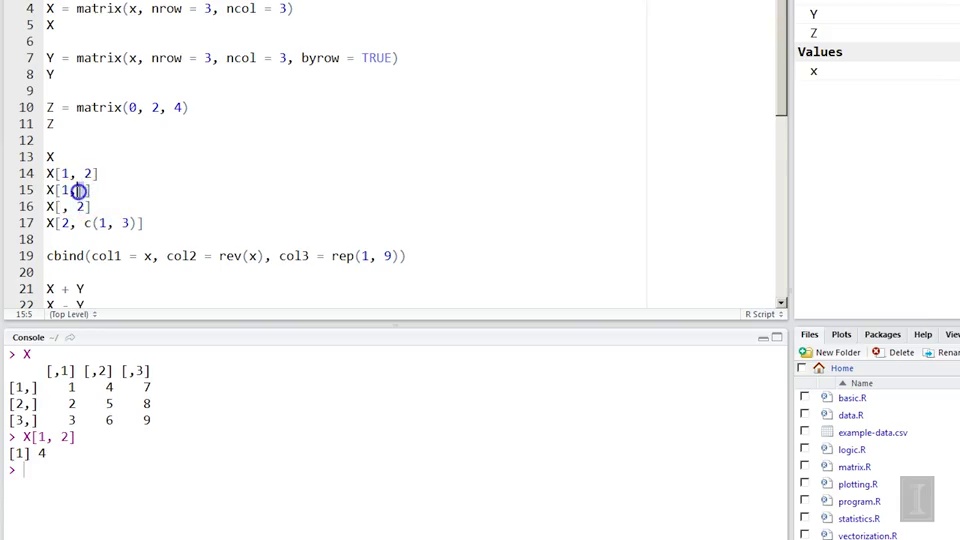 4 X = matrix(x, nrow = 3, ncol = 3)
5 X
6
7 Y = matrix(x, nrow = 3, ncol = 3, byrow = TRUE)
8 Y
9
10 Z = matrix(0, 2, 4)
11 Z
12
13 X
14 X[1, 2]
15 X[1, ]
16 X[, 2]
17 X[2, c(1, 3)]
18
19 cbind(col1 = x, col2 = rev(x), col3 = rep(1, 9))
20
21 X + Y
22 X - Y
15:5 (Top Level) R Script
Console ~/
> X
[,1] [,2] [,3]
[1,] 1 4 7
[2,] 2 5 8
[3,] 3 6 9
> X[1, 2]
[1] 4
>
Y
Z
Values
x
Files Plots Packages Help View
New Folder Delete Renam
Home
Name
basic.R
data.R
example-data.csv
logic.R
matrix.R
plotting.R
program.R
statistics.R
vectorization.R
I